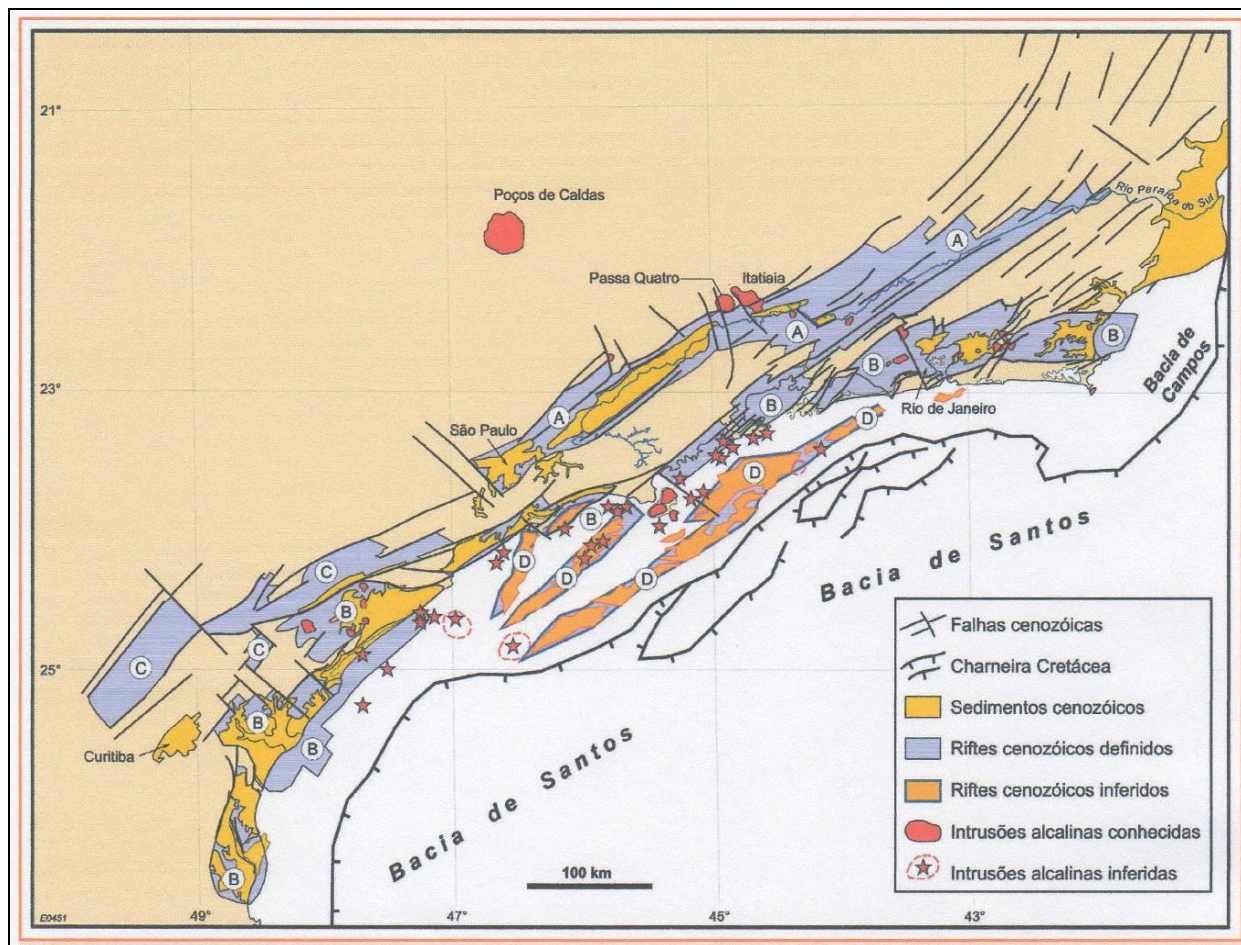 21°
Poços de Caldas
Rio Paraíba do Sul
A
Passa Quatro
Itatiaia
A
B
B
Bacia de
Campos
23°
B
Rio de Janeiro
A
D
São Paulo
D
B
Bacia de Santos
D
D
D
C
B
C
C
25°
B
B
Curitiba
Bacia de Santos
B
100 km
Falhas cenozóicas
Charneira Cretácea
Sedimentos cenozóicos
Riftes cenozóicos definidos
Riftes cenozóicos inferidos
Intrusões alcalinas conhecidas
Intrusões alcalinas inferidas
E0451
49°
47°
45°
43°